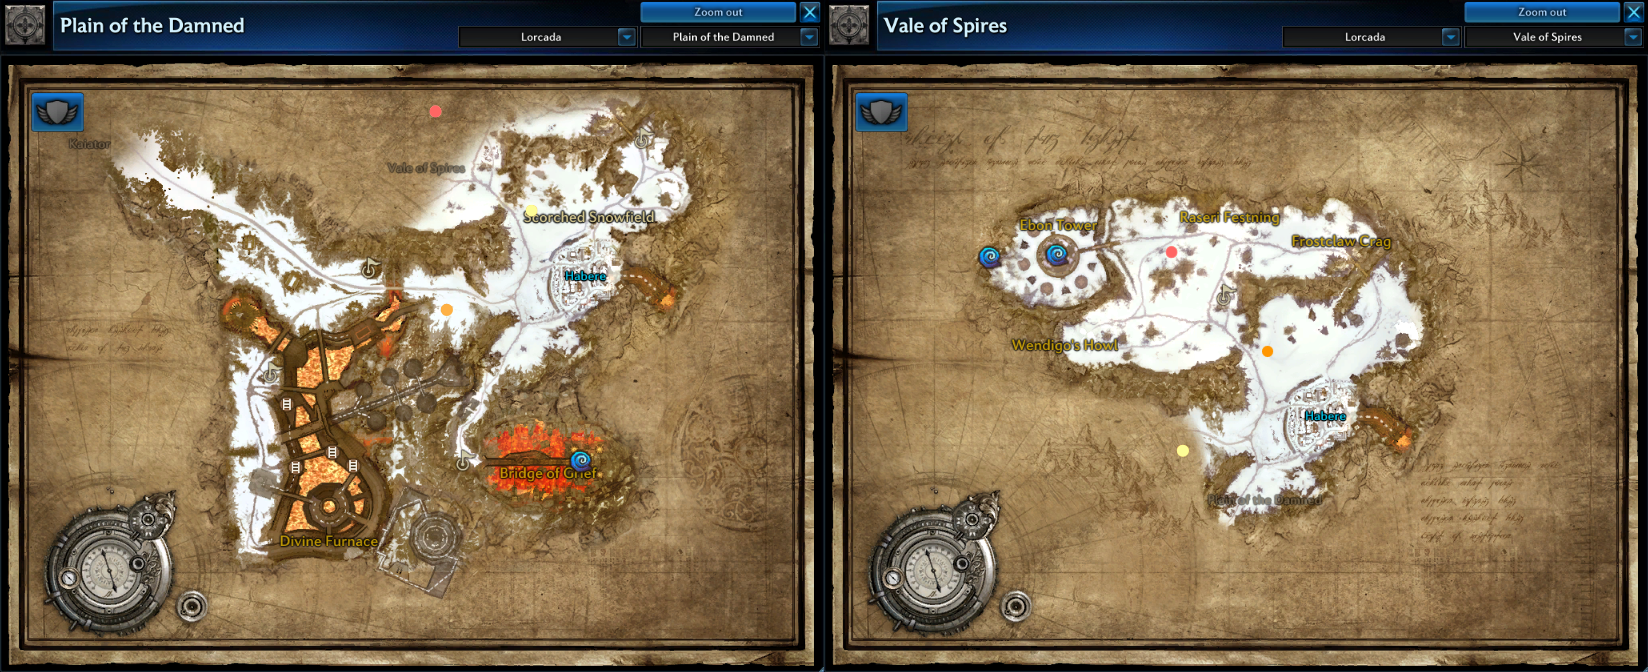 Plain of the Damned
Zoom out
Lorcada
Plain of the Damned
Kalator
Vale of Spires
Scorched Snowfield
Habere
Bridge of Grief
Divine Furnace
Vale of Spires
Zoom out
Lorcada
Vale of Spires
Ebon Tower
Raseri Festning
Frostclaw Crag
Wendigo's Howl
Habere
Plain of the Damned